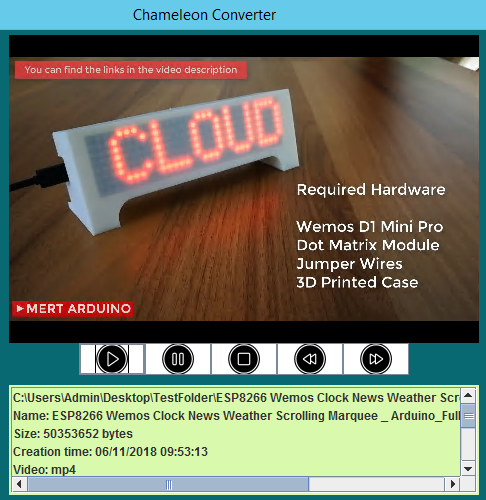 Chameleon Converter
You can find the links in the video description
CLOUD
Required Hardware
Wemos D1 Mini Pro
Dot Matrix Module
Jumper Wires
3D Printed Case
MERT ARDUINO
C:\Users\Admin\Desktop\TestFolder\ESP8266 Wemos Clock News Weather Scr
Name: ESP8266 Wemos Clock News Weather Scrolling Marquee _ Arduino_Full
Size: 50353652 bytes
Creation time: 06/11/2018 09:53:13
Video: mp4